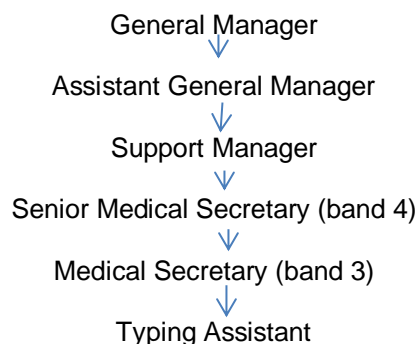 General Manager
Assistant General Manager
Support Manager
Senior Medical Secretary (band 4)
Medical Secretary (band 3)
Typing Assistant